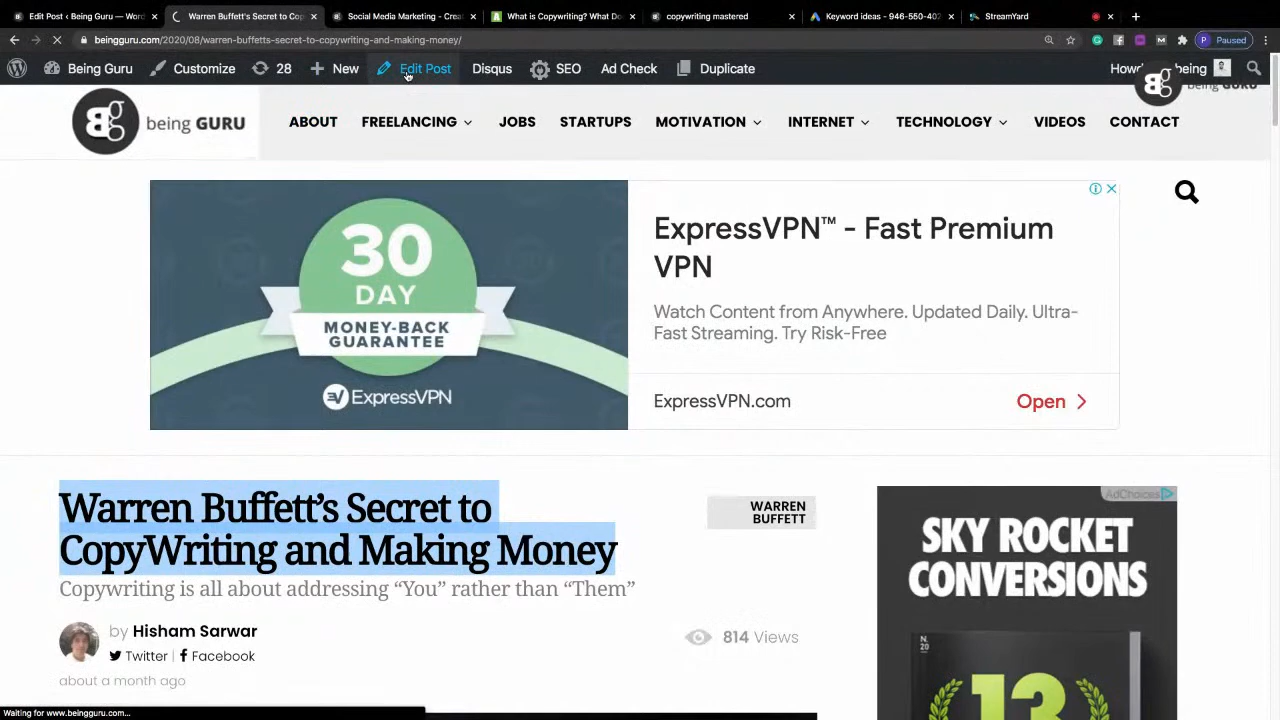 Edit Post ‹ Being Guru — Word
Warren Buffett's Secret to Cop
Social Media Marketing - Crea
What is Copywriting? What Do
copywriting mastered
Keyword ideas - 946-550-407
StreamYard
beingguru.com/2020/08/warren-buffetts-secret-to-copywriting-and-making-money/
Paused
Being Guru
Customize
28
New
Edit Post
Disqus
SEO
Ad Check
Duplicate
being
being GURU
ABOUT
FREELANCING
JOBS
STARTUPS
MOTIVATION
INTERNET
TECHNOLOGY
VIDEOS
CONTACT
30
DAY
MONEY-BACK
GUARANTEE
ExpressVPN
ExpressVPN™ - Fast Premium
VPN
Watch Content from Anywhere. Updated Daily. Ultra-
Fast Streaming. Try Risk-Free
ExpressVPN.com
Open
Warren Buffett’s Secret to
CopyWriting and Making Money
WARREN
BUFFETT
Copywriting is all about addressing “You” rather than “Them”
by Hisham Sarwar
Twitter | Facebook
814 Views
about a month ago
AdChoices
SKY ROCKET
CONVERSIONS
N.
20
13
Waiting for www.beingguru.com...